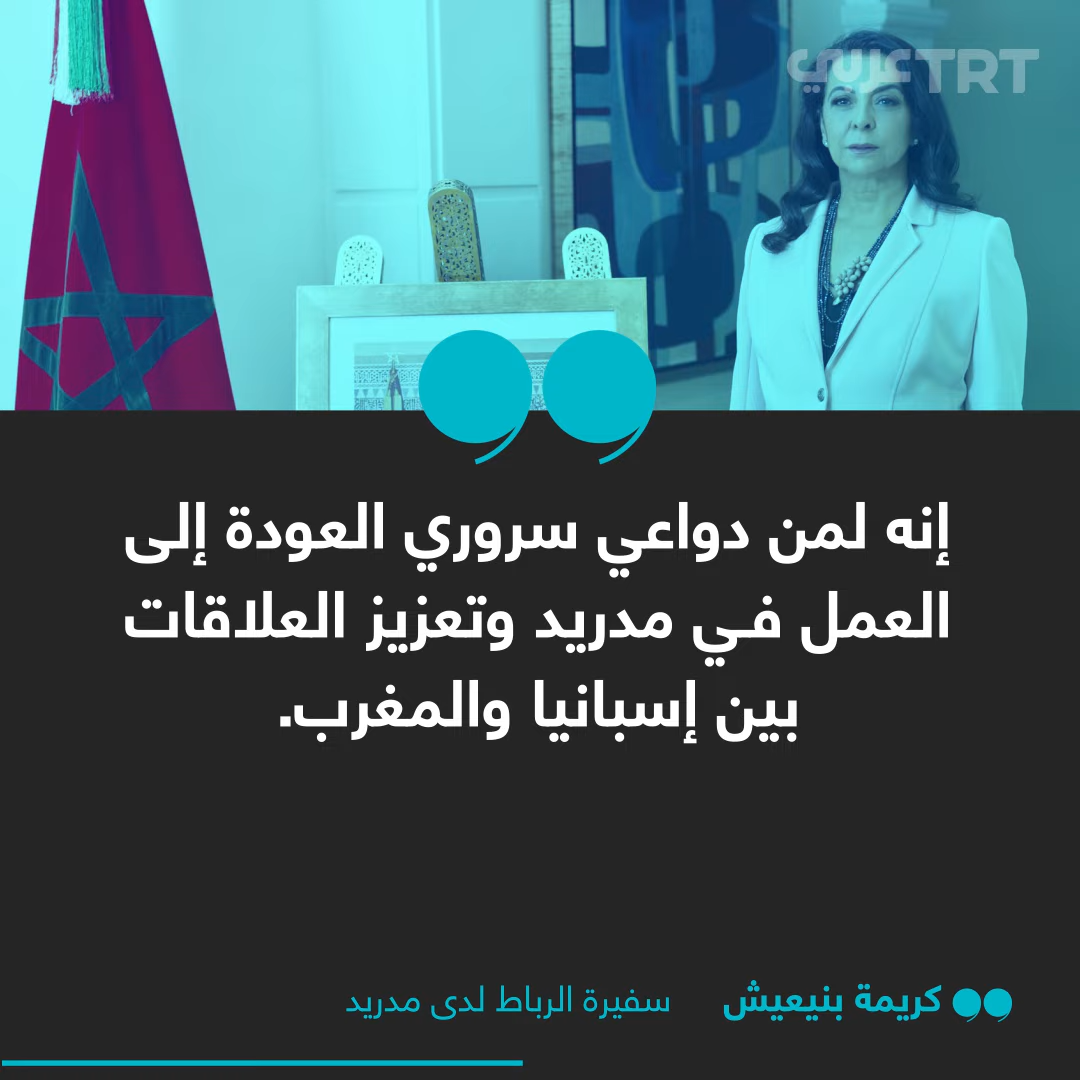 TRT عربي
إنه لمن دواعي سروري العودة إلى
العمل في مدريد وتعزيز العلاقات
بين إسبانيا والمغرب.
كريمة بنيعيش
سفيرة الرباط لدى مدريد